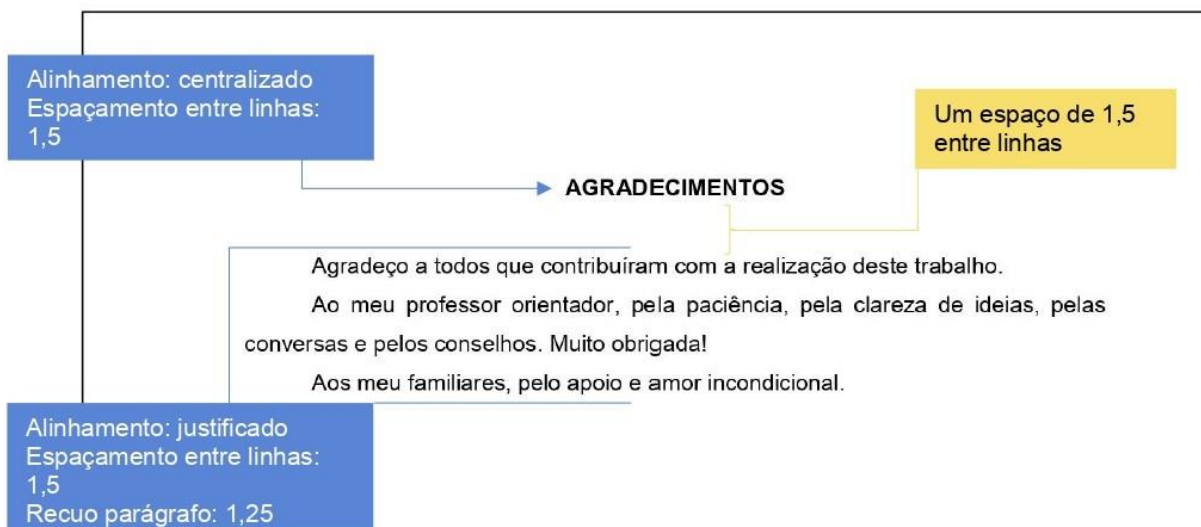 Alinhamento: centralizado
Espaçamento entre linhas:
1,5
Um espaço de 1,5
entre linhas
AGRADECIMENTOS
Agradeço a todos que contribuíram com a realização deste trabalho.
Ao meu professor orientador, pela paciência, pela clareza de ideias, pelas
conversas e pelos conselhos. Muito obrigada!
Aos meu familiares, pelo apoio e amor incondicional.
Alinhamento: justificado
Espaçamento entre linhas:
1,5
Recuo parágrafo: 1,25